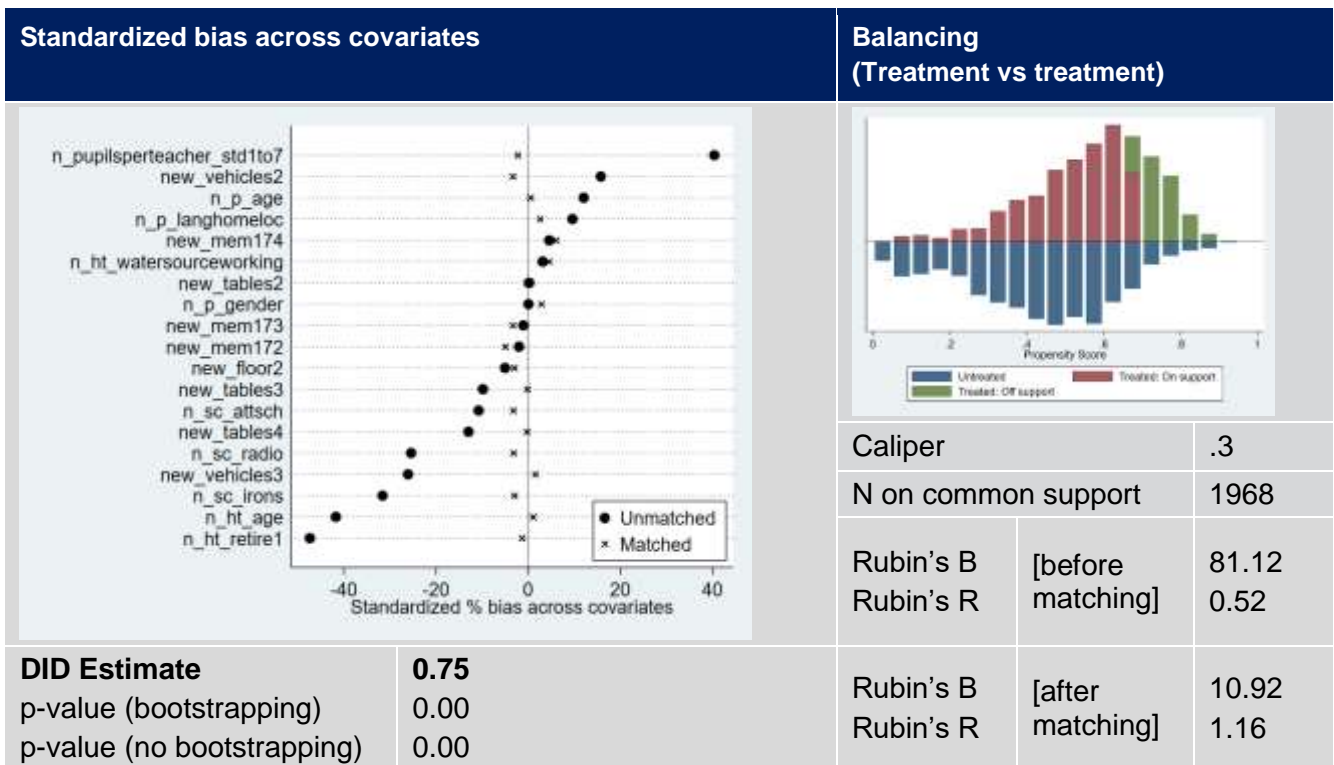 Standardized bias across covariates
Balancing
(Treatment vs treatment)
n_pupilsperteacher_std1to7
new_vehicles2
n_p_age
n_p_langhomeloc
new_mem174
n_ht_watersourceworking
new_tables2
n_p_gender
new_mem173
new_mem172
new_floor2
new_tables3
n_sc_attsch
new_tables4
n_sc_radio
new_vehicles3
n_sc_irons
n_ht_age
n_ht_retire1
Unmatched
Matched
-40 -20 0 20 40
Standardized % bias across covariates
0 .2 .4 .6 .8 1
Propensity Score
Untreated Treated: On support
Treated: Off support
Caliper .3
N on common support 1968
Rubin's B [before 81.12
Rubin's R matching] 0.52
DID Estimate 0.75
p-value (bootstrapping) 0.00
p-value (no bootstrapping) 0.00
Rubin's B [after 10.92
Rubin's R matching] 1.16